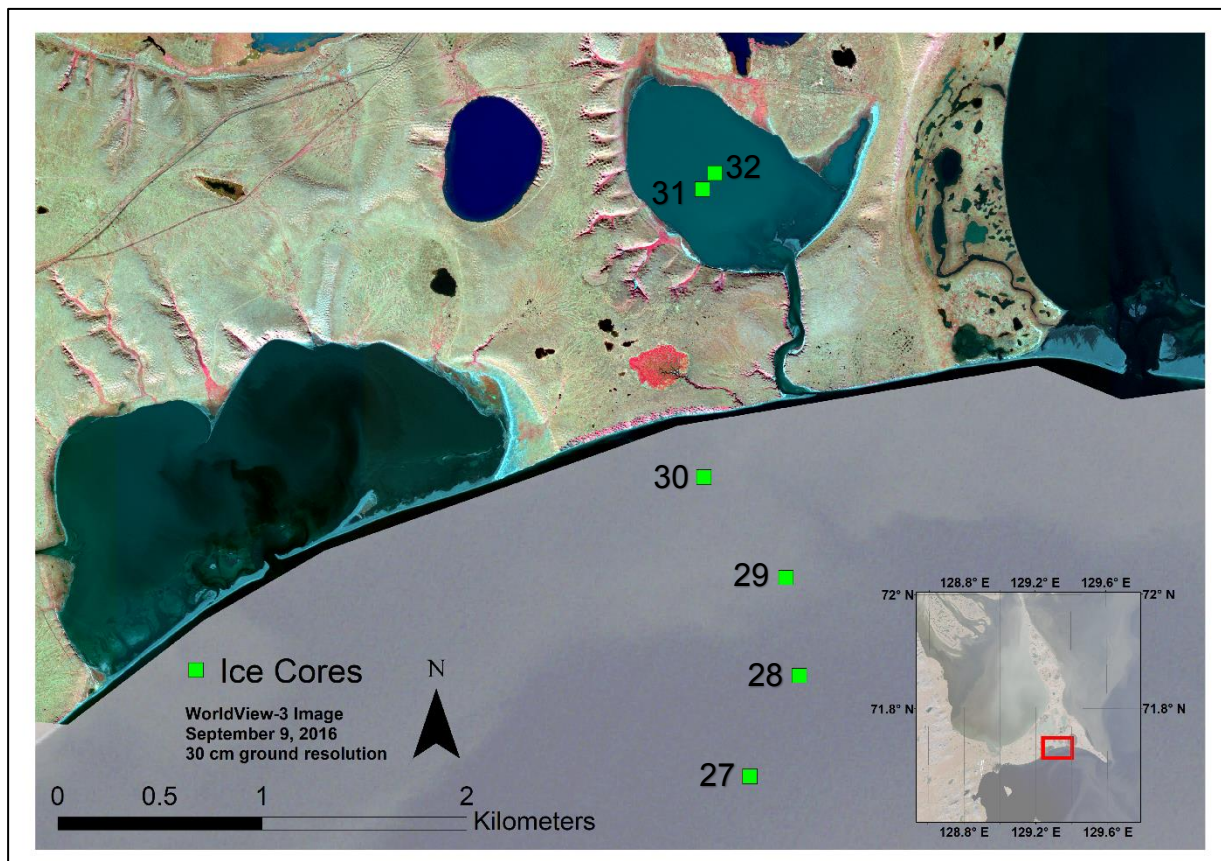 32
31
30
29
28
27
Ice Cores
N
WorldView-3 Image
September 9, 2016
30 cm ground resolution
0 0.5 1 2
Kilometers
128.8° E 129.2° E 129.6° E
72° N 72° N
71.8° N 71.8° N
128.8° E 129.2° E 129.6° E